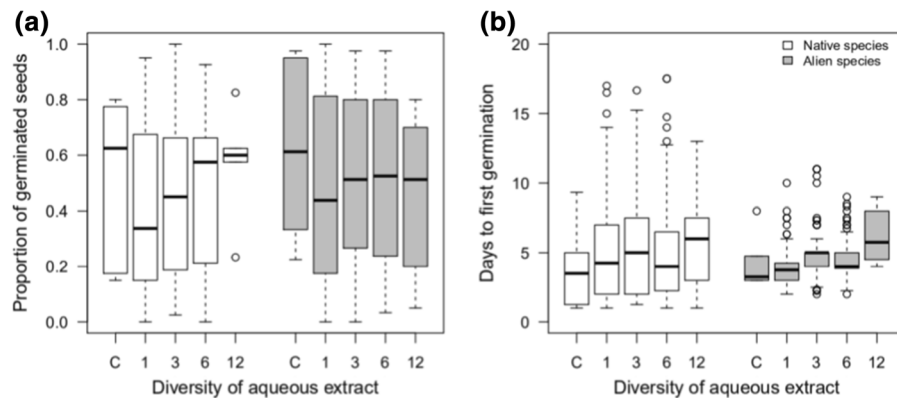 (a)
Proportion of germinated seeds
1.0
0.8
0.6
0.4
0.2
0.0
C 1 3 6 12 C 1 3 6 12
Diversity of aqueous extract
(b)
Native species
Alien species
Days to first germination
20
15
10
5
0
C 1 3 6 12 C 1 3 6 12
Diversity of aqueous extract